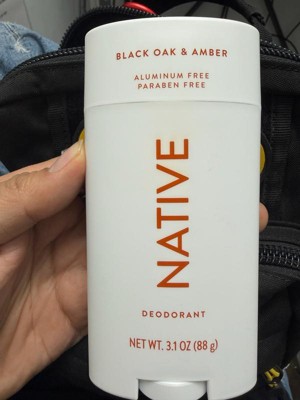 BLACK OAK & AMBER
ALUMINUM FREE
PARABEN FREE
NATIVE
DEODORANT
NET WT. 3.1 OZ (88 g)